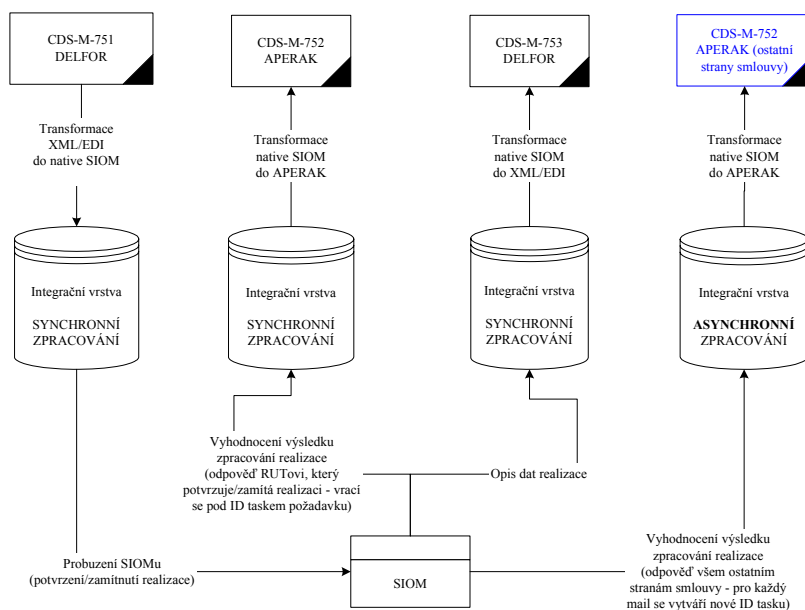 CDS-M-751
DELFOR
CDS-M-752
APERAK
CDS-M-753
DELFOR
CDS-M-752
APERAK (ostatní
strany smlouvy)
Transformace
XML/EDI
do native SIOM
Transformace
native SIOM
do APERAK
Transformace
native SIOM
do XML/EDI
Transformace
native SIOM
do APERAK
Integrační vrstva
SYNCHRONNÍ
ZPRACOVÁNÍ
Integrační vrstva
SYNCHRONNÍ
ZPRACOVÁNÍ
Integrační vrstva
SYNCHRONNÍ
ZPRACOVÁNÍ
Integrační vrstva
ASYNCHRONNÍ
ZPRACOVÁNÍ
Vyhodnocení výsledku
zpracování realizace
(odpověď RUTovi, který
potvrzuje/zamítá realizaci - vrací
se pod ID taskem požadavku)
Opis dat realizace
Probuzení SIOMu
(potvrzení/zamítnutí realizace)
SIOM
Vyhodnocení výsledku
zpracování realizace
(odpověď všem ostatním
stranám smlouvy - pro každý
mail se vytváří nové ID tasku)